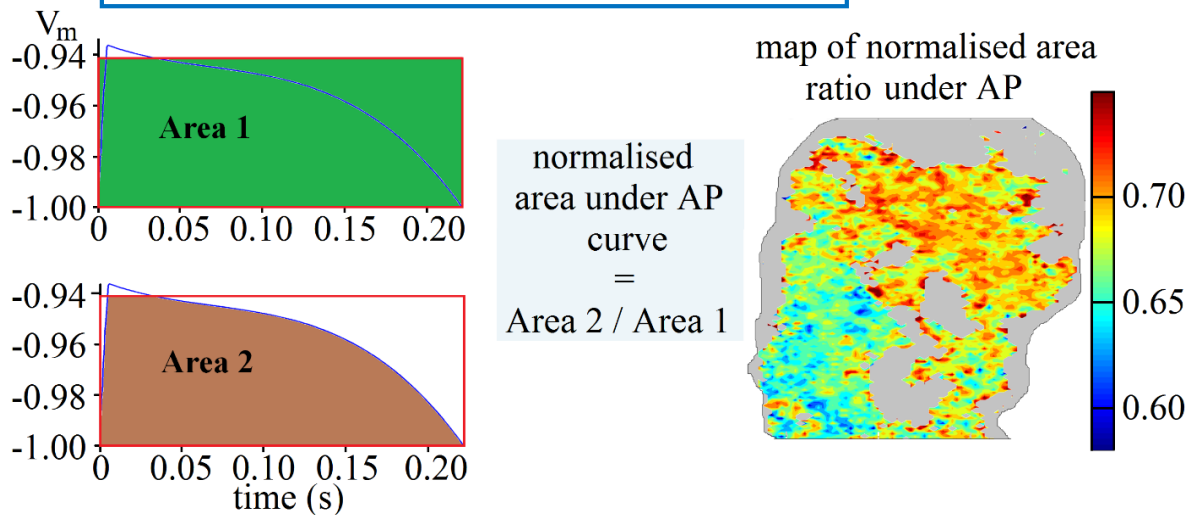 V_m
-0.94
-0.96
-0.98
-1.00
Area 1
0 0.05 0.10 0.15 0.20
-0.94
-0.96
-0.98
-1.00
Area 2
0 0.05 0.10 0.15 0.20
time (s)
normalised
area under AP
curve
=
Area 2 / Area 1
map of normalised area
ratio under AP
0.70
0.65
0.60